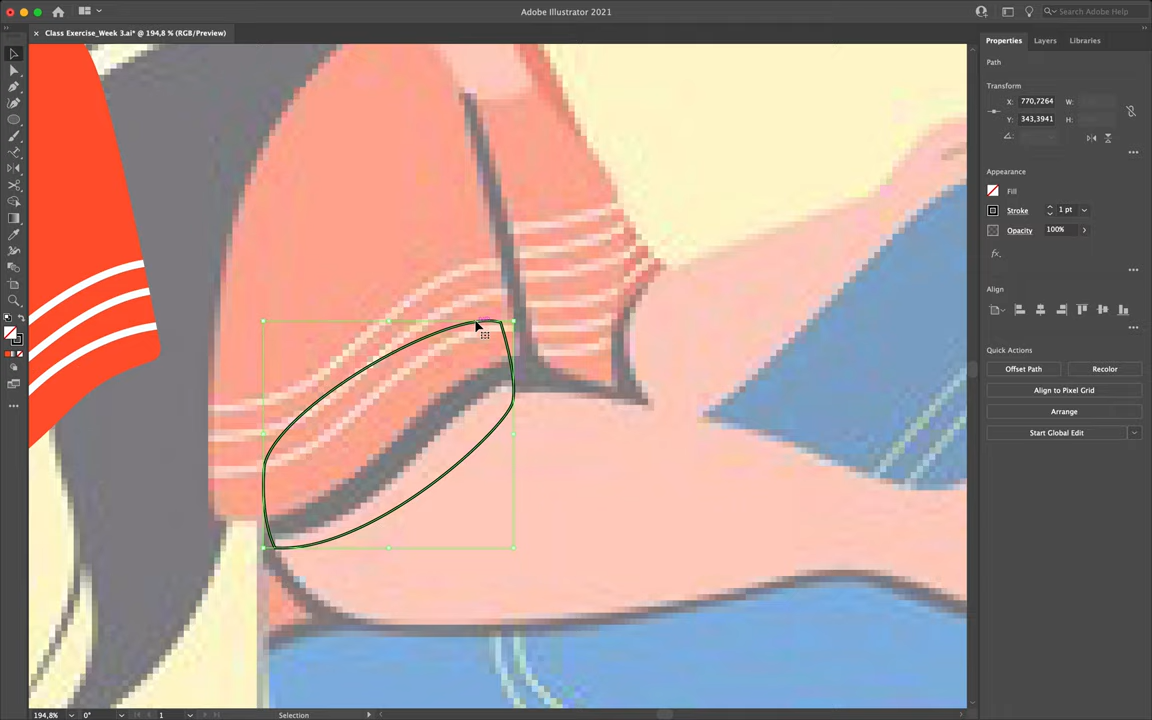 Adobe Illustrator 2021
Search Adobe Help
Class Exercise_Week 3.ai* @ 194,8 % (RGB/Preview)
Properties
Layers
Libraries
Path
Transform
X:
770,7264
W:
Y:
343,3941
H:
Appearance
Fill
Stroke
1 pt
Opacity
100%
fx.
Align
Quick Actions
Offset Path
Recolor
Align to Pixel Grid
Arrange
Start Global Edit
194,8%
0°
1
Selection